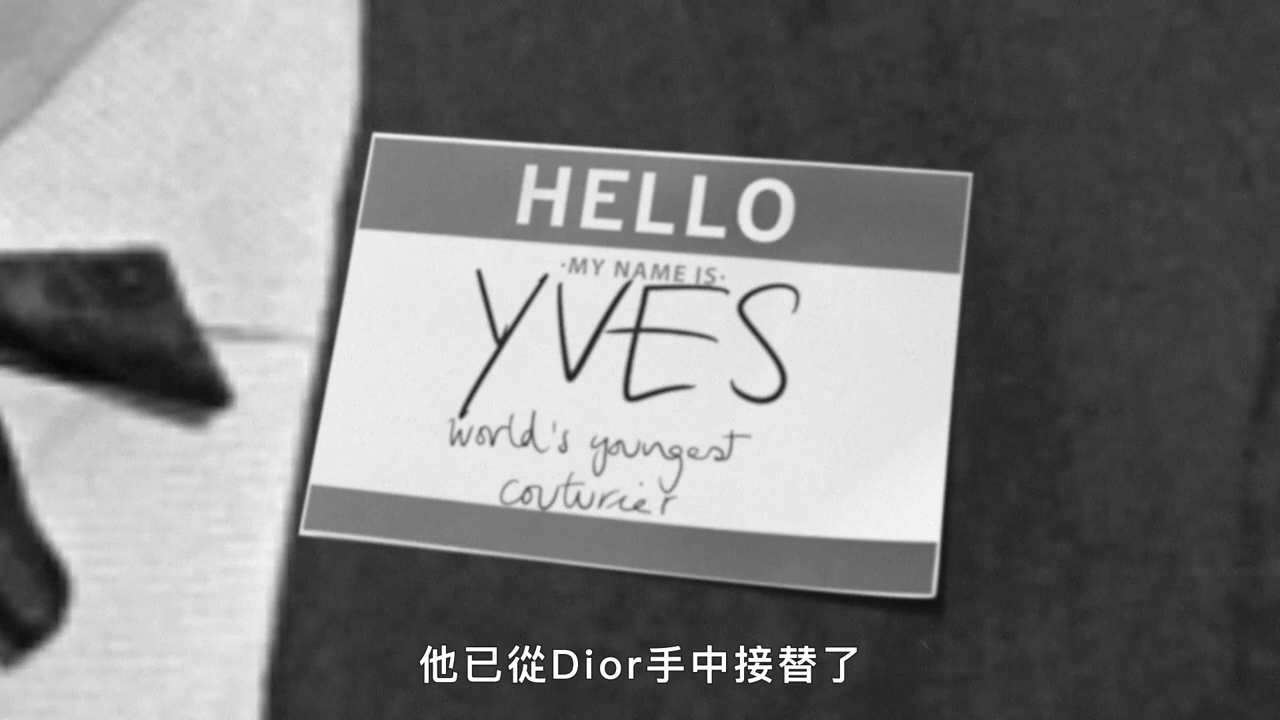 HELLO
·MY NAME IS·
YVES
world's youngest
couturier
他已從Dior手中接替了